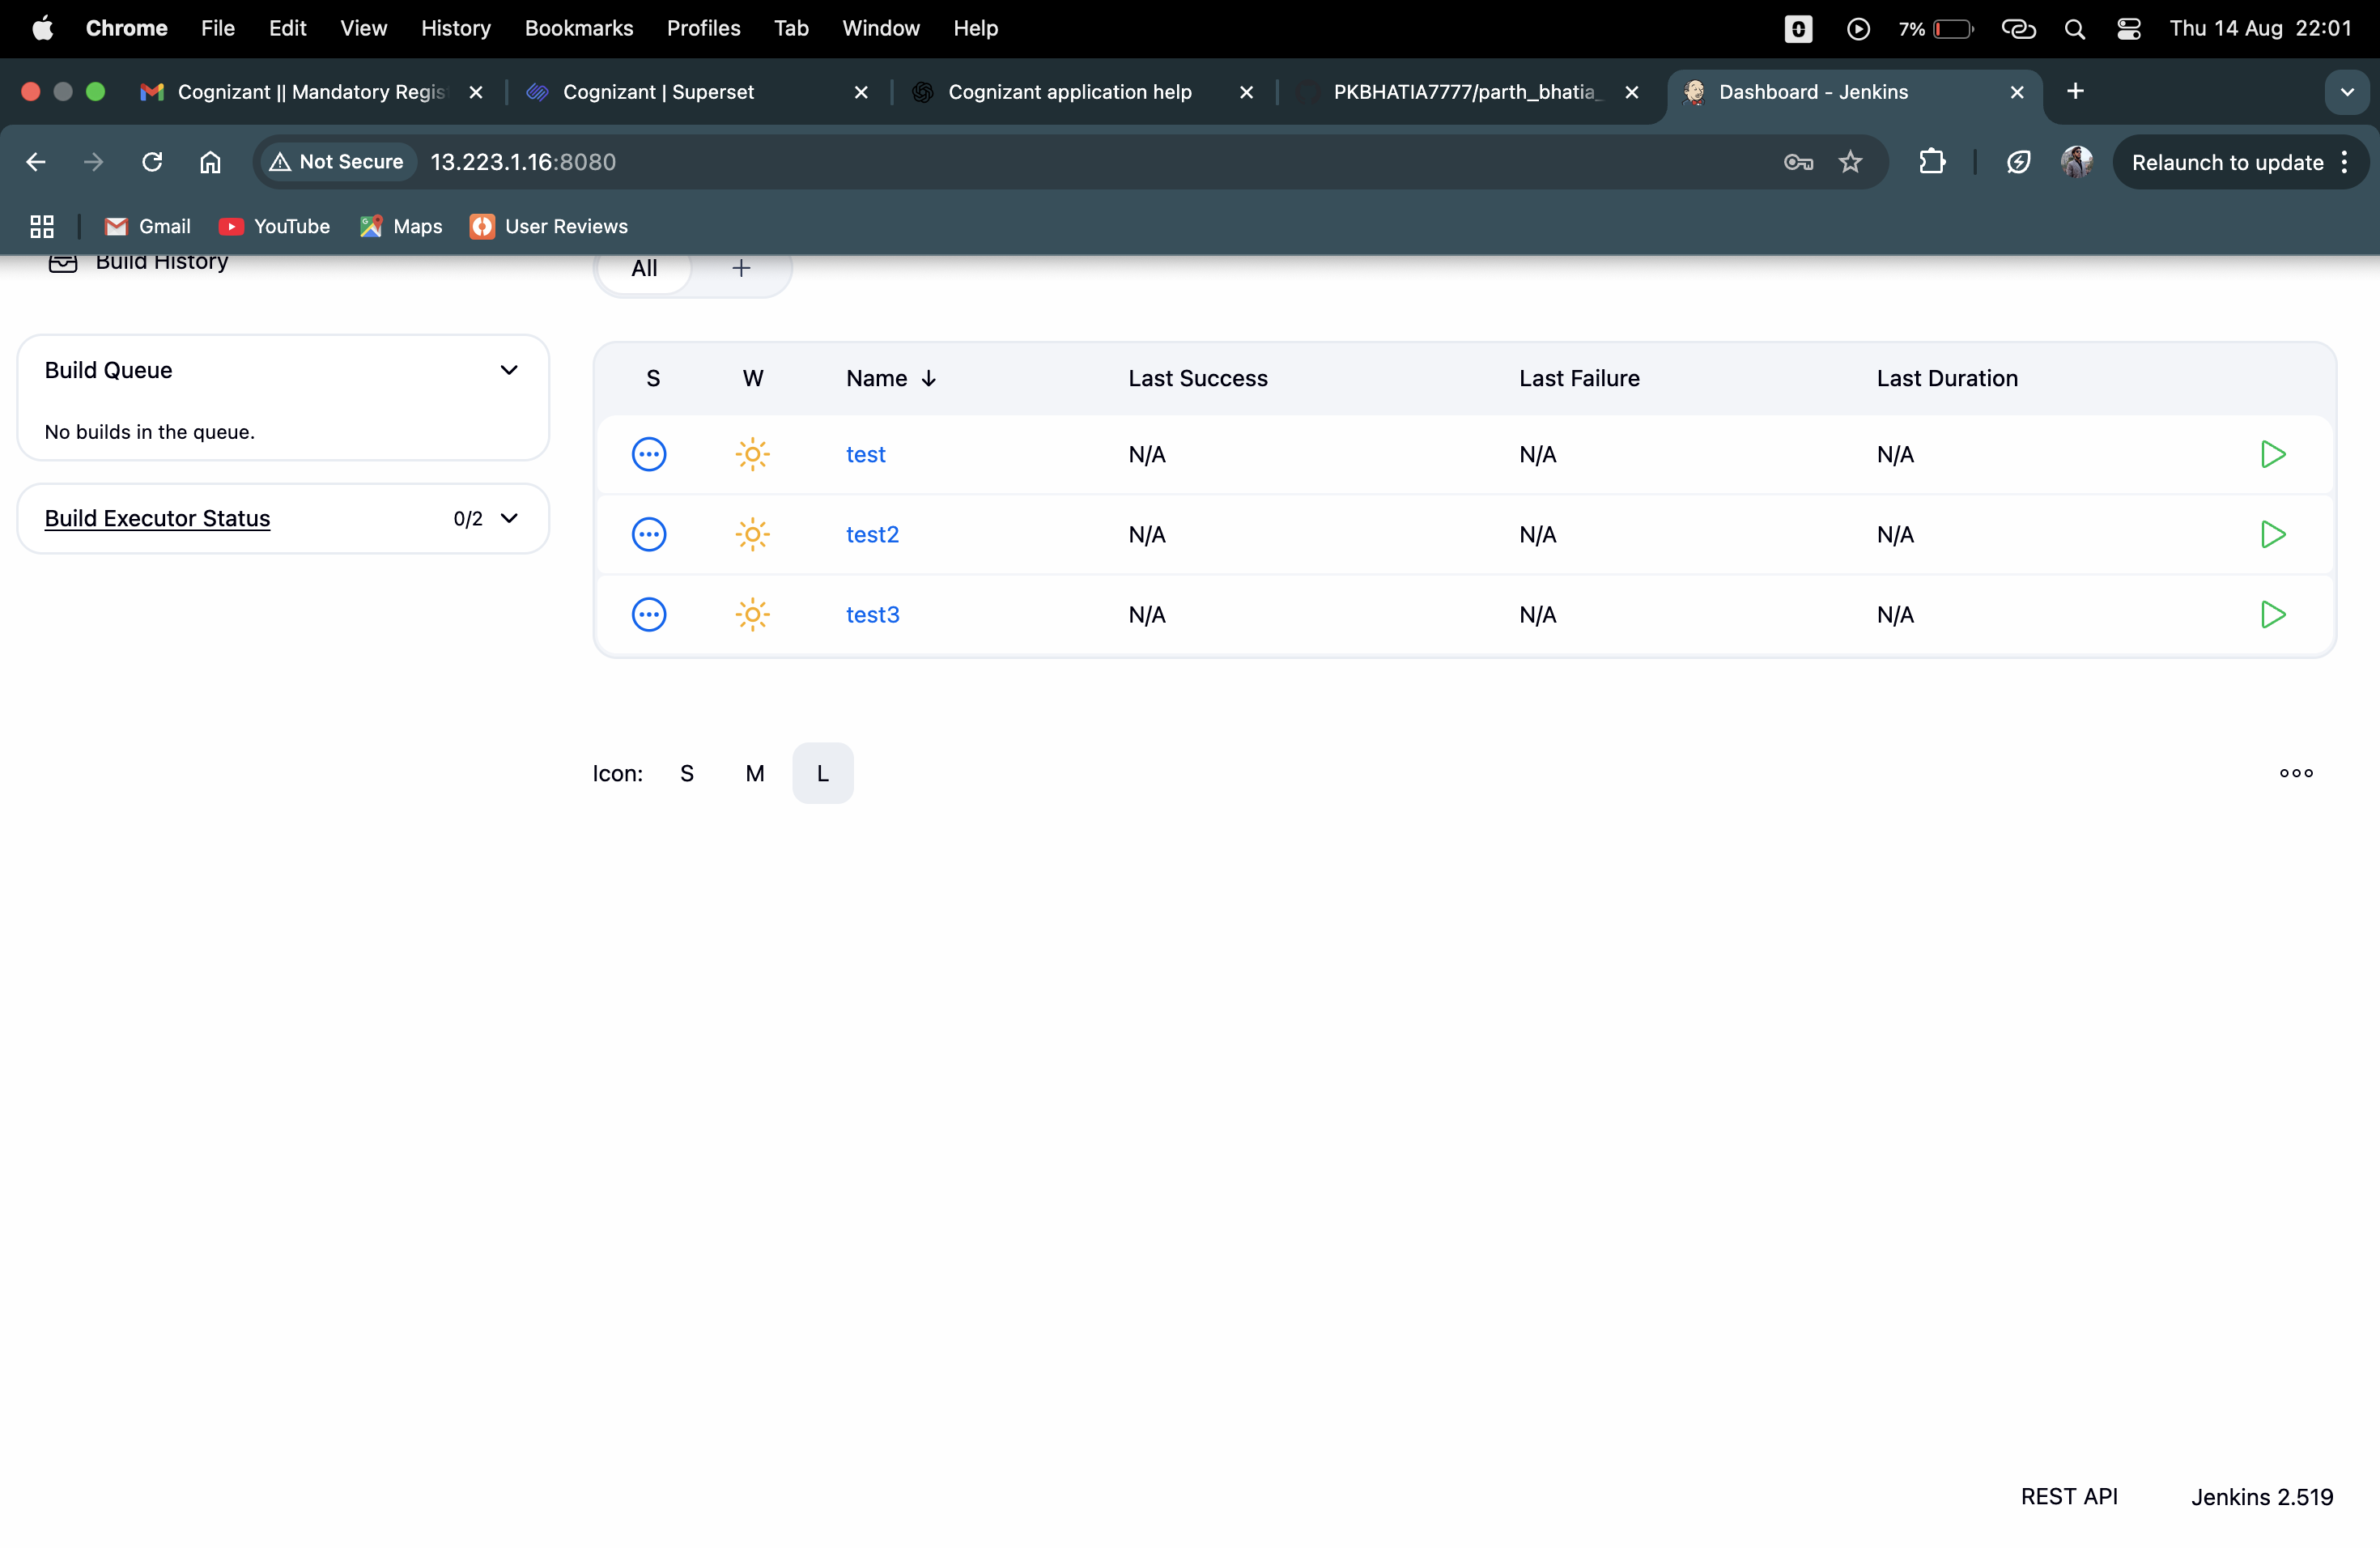 Chrome File Edit View History Bookmarks Profiles Tab Window Help 7% Thu 14 Aug 22:01
Cognizant || Mandatory Regis Cognizant | Superset Cognizant application help PKBHATIA7777/parth_bhatia_ Dashboard - Jenkins
Not Secure 13.223.1.16:8080 Relaunch to update
Gmail YouTube Maps User Reviews
Build History
All +
Build Queue
No builds in the queue.
Build Executor Status 0/2
S W Name ↓ Last Success Last Failure Last Duration
test N/A N/A N/A
test2 N/A N/A N/A
test3 N/A N/A N/A
Icon: S M L
REST API Jenkins 2.519